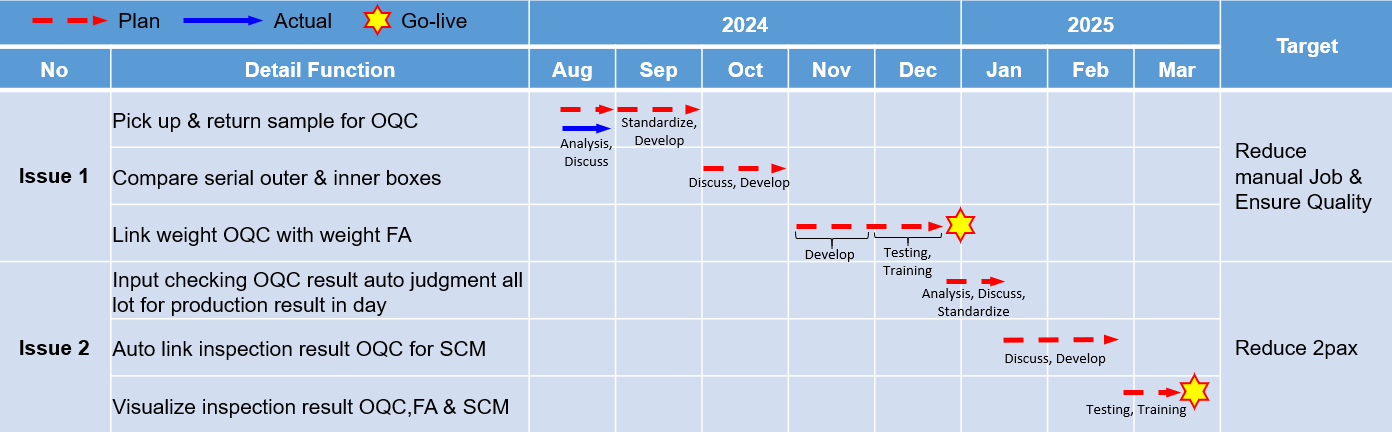 Plan Actual Go-live
2024 2025
Target
No Detail Function Aug Sep Oct Nov Dec Jan Feb Mar
Issue 1
Pick up & return sample for OQC
Analysis,
Discuss
Standardize,
Develop
Compare serial outer & inner boxes
Discuss, Develop
Link weight OQC with weight FA
Develop
Testing,
Training
Reduce
manual Job &
Ensure Quality
Issue 2
Input checking OQC result auto judgment all
lot for production result in day
Analysis, Discuss,
Standardize
Auto link inspection result OQC for SCM
Discuss, Develop
Visualize inspection result OQC,FA & SCM
Testing, Training
Reduce 2pax